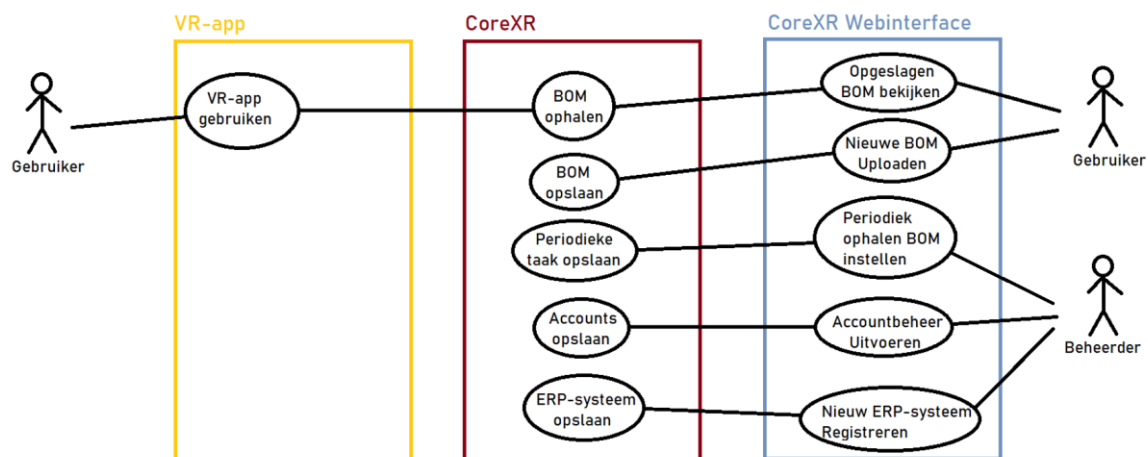 VR-app
CoreXR
CoreXR Webinterface
Gebruiker
VR-app
gebruiken
BOM
ophalen
BOM
opslaan
Periodieke
taak opslaan
Accounts
opslaan
ERP-systeem
opslaan
Opgeslagen
BOM bekijken
Nieuwe BOM
Uploaden
Periodiek
ophalen BOM
instellen
Accountbeheer
Uitvoeren
Nieuw ERP-systeem
Registreren
Gebruiker
Beheerder